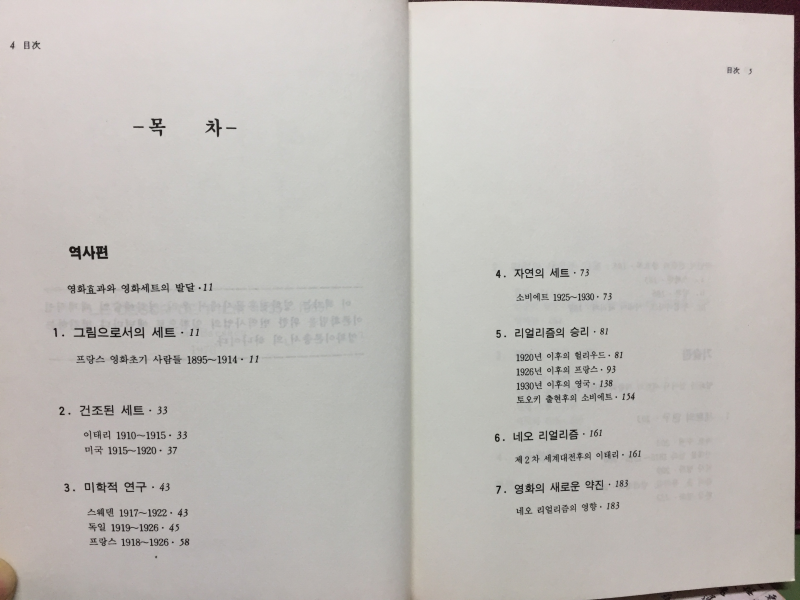 4 目次
-목 차-
역사편
영화효과와 영화세트의 발달·11
1. 그림으로서의 세트·11
프랑스 영화초기 사람들 1895~1914·11
2. 건조된 세트·33
이태리 1910~1915·33
미국 1915~1920·37
3. 미학적 연구·43
스웨덴 1917~1922·43
독일 1919~1926·45
프랑스 1918~1926·58
目次 5
4. 자연의 세트·73
소비에트 1925~1930·73
5. 리얼리즘의 승리·81
1920년 이후의 헐리우드·81
1926년 이후의 프랑스·93
1930년 이후의 영국·138
토오키 출현후의 소비에트·154
6. 네오 리얼리즘·161
제 2 차 세계대전후의 이태리·161
7. 영화의 새로운 약진·183
네오 리얼리즘의 영향·183